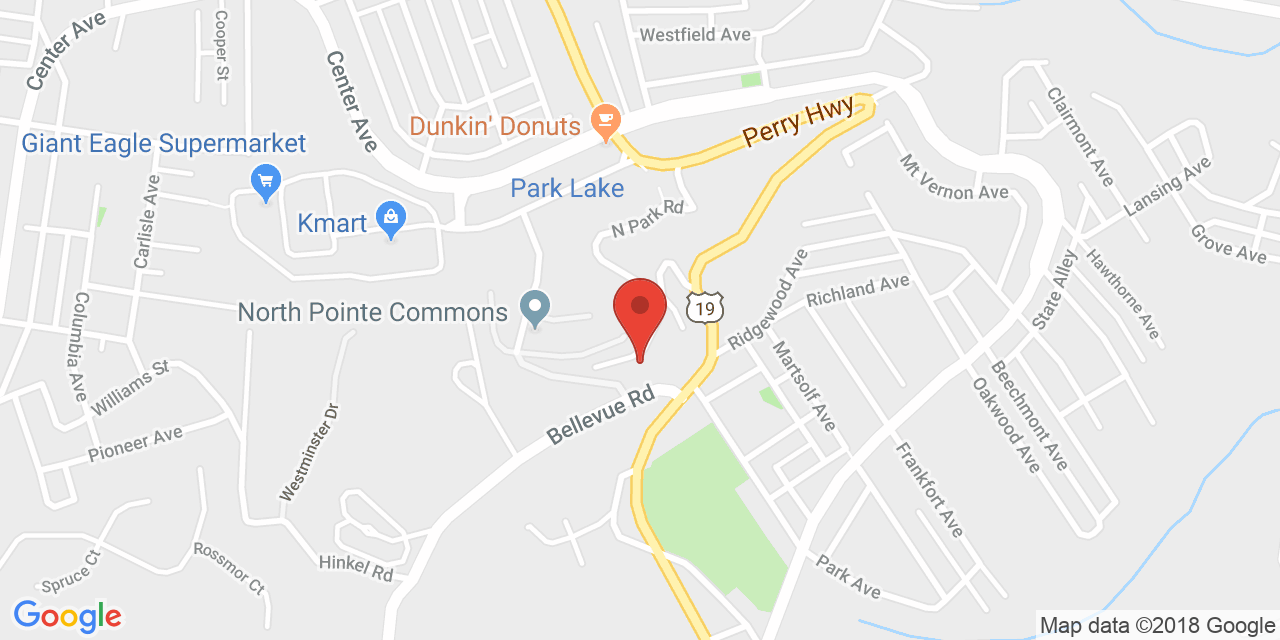 Center Ave
Cooper St
Center Ave
Westfield Ave
Dunkin' Donuts
Perry Hwy
Clairmont Ave
Giant Eagle Supermarket
Mt Vernon Ave
Lansing Ave
Park Lake
Carlisle Ave
Kmart
N Park Rd
Grove Ave
Hawthorne Ave
State Alley
Columbia Ave
North Pointe Commons
19
Ridgewood Ave
Richland Ave
Martsolf Ave
Williams St
Beechmont Ave
Oakwood Ave
Bellevue Rd
Pioneer Ave
Westminster Dr
Frankfort Ave
Spruce Ct
Rossmor Ct
Hinkel Rd
Park Ave
Google
Map data ©2018 Google